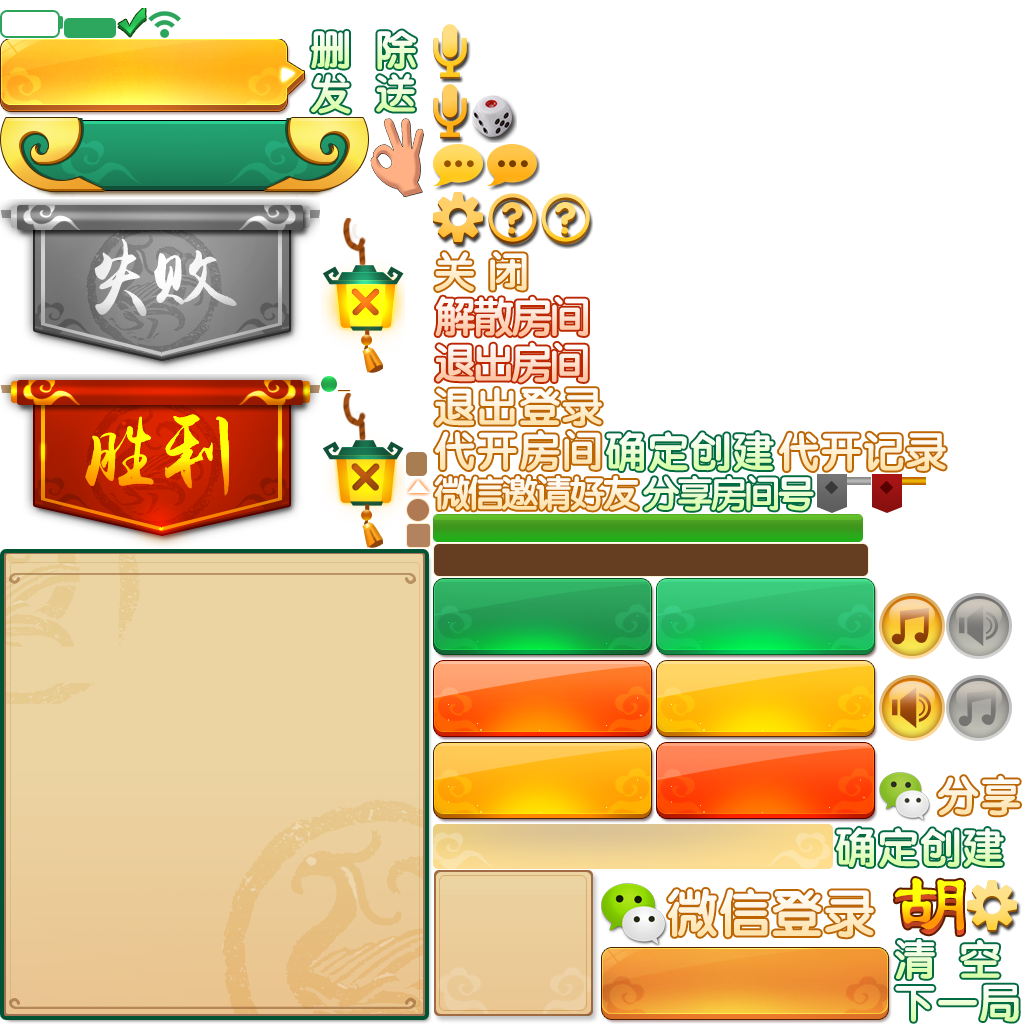 删 除
发 送
失败
胜利
关 闭
解散房间
退出房间
退出登录
代开房间
确定创建
代开记录
微信邀请好友
分享房间号
分享
确定创建
微信登录
胡
清 空
下一局